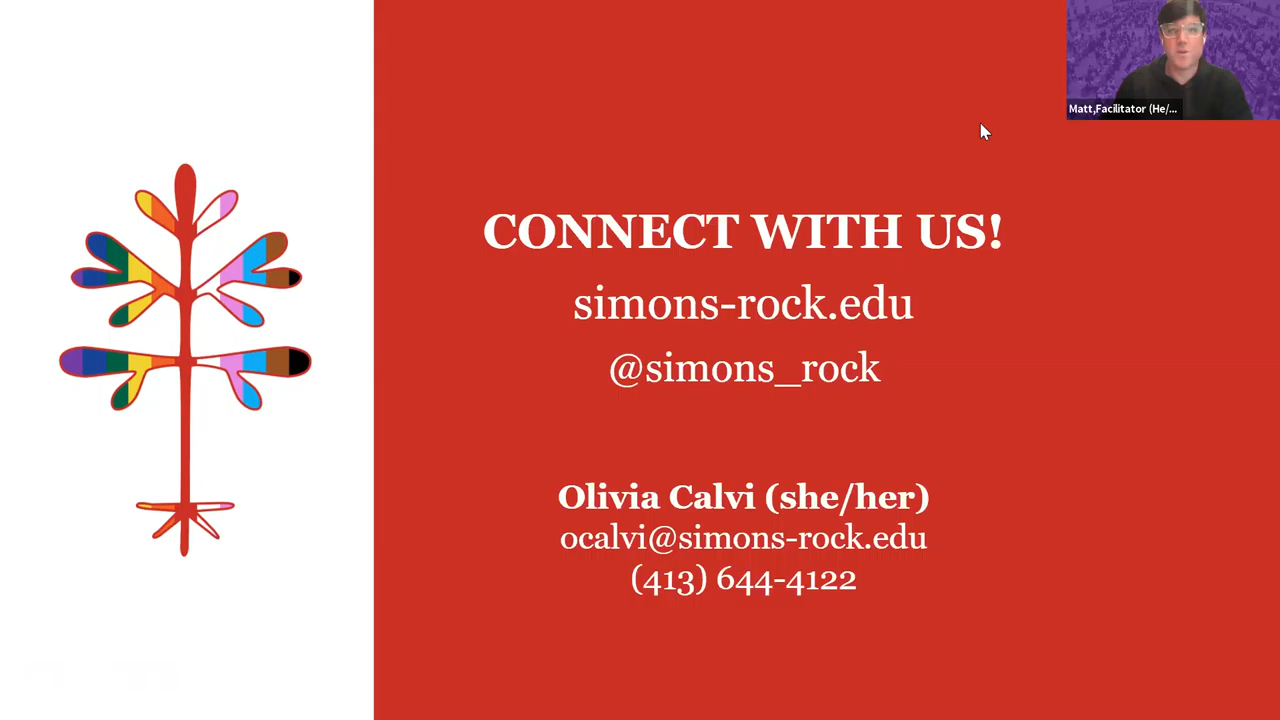 Matt,Facilitator (He/...
CONNECT WITH US!
simons-rock.edu
@simons_rock
Olivia Calvi (she/her)
ocalvi@simons-rock.edu
(413) 644-4122